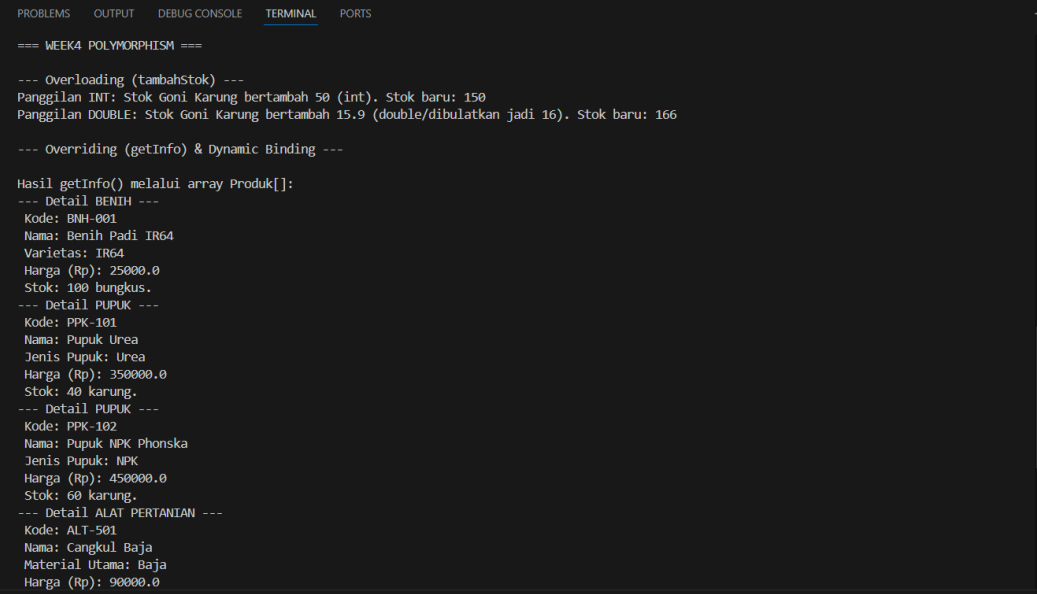 PROBLEMS OUTPUT DEBUG CONSOLE TERMINAL PORTS
=== WEEK4 POLYMORPHISM ===
--- Overloading (tambahStok) ---
Panggilan INT: Stok Goni Karung bertambah 50 (int). Stok baru: 150
Panggilan DOUBLE: Stok Goni Karung bertambah 15.9 (double/dibulatkan jadi 16). Stok baru: 166
--- Overriding (getInfo) & Dynamic Binding ---
Hasil getInfo() melalui array Produk[]:
--- Detail BENIH ---
Kode: BNH-001
Nama: Benih Padi IR64
Varietas: IR64
Harga (Rp): 25000.0
Stok: 100 bungkus.
--- Detail PUPUK ---
Kode: PPK-101
Nama: Pupuk Urea
Jenis Pupuk: Urea
Harga (Rp): 350000.0
Stok: 40 karung.
--- Detail PUPUK ---
Kode: PPK-102
Nama: Pupuk NPK Phonska
Jenis Pupuk: NPK
Harga (Rp): 450000.0
Stok: 60 karung.
--- Detail ALAT PERTANIAN ---
Kode: ALT-501
Nama: Cangkul Baja
Material Utama: Baja
Harga (Rp): 90000.0